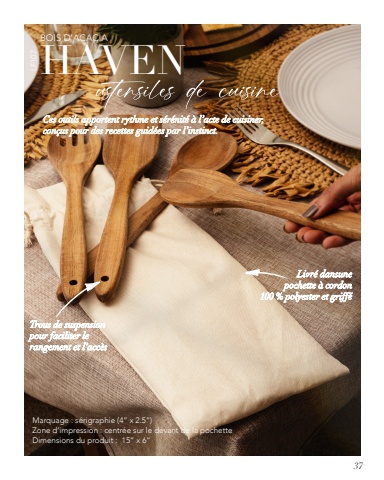 BOIS D'ACACIA
HAVEN
ustensiles de cuisine
Ces outils apportent rythme et sérénité à l'acte de cuisiner,
conçus pour des recettes guidées par l'instinct.
Livré dansune
pochette à cordon
100 % polyester et griffé
Trous de suspension
pour faciliter le
rangement et l'accès
Marquage : sérigraphie (4" x 2.5")
Zone d'impression : centrée sur le devant de la pochette
Dimensions du produit : 15" x 6"
37